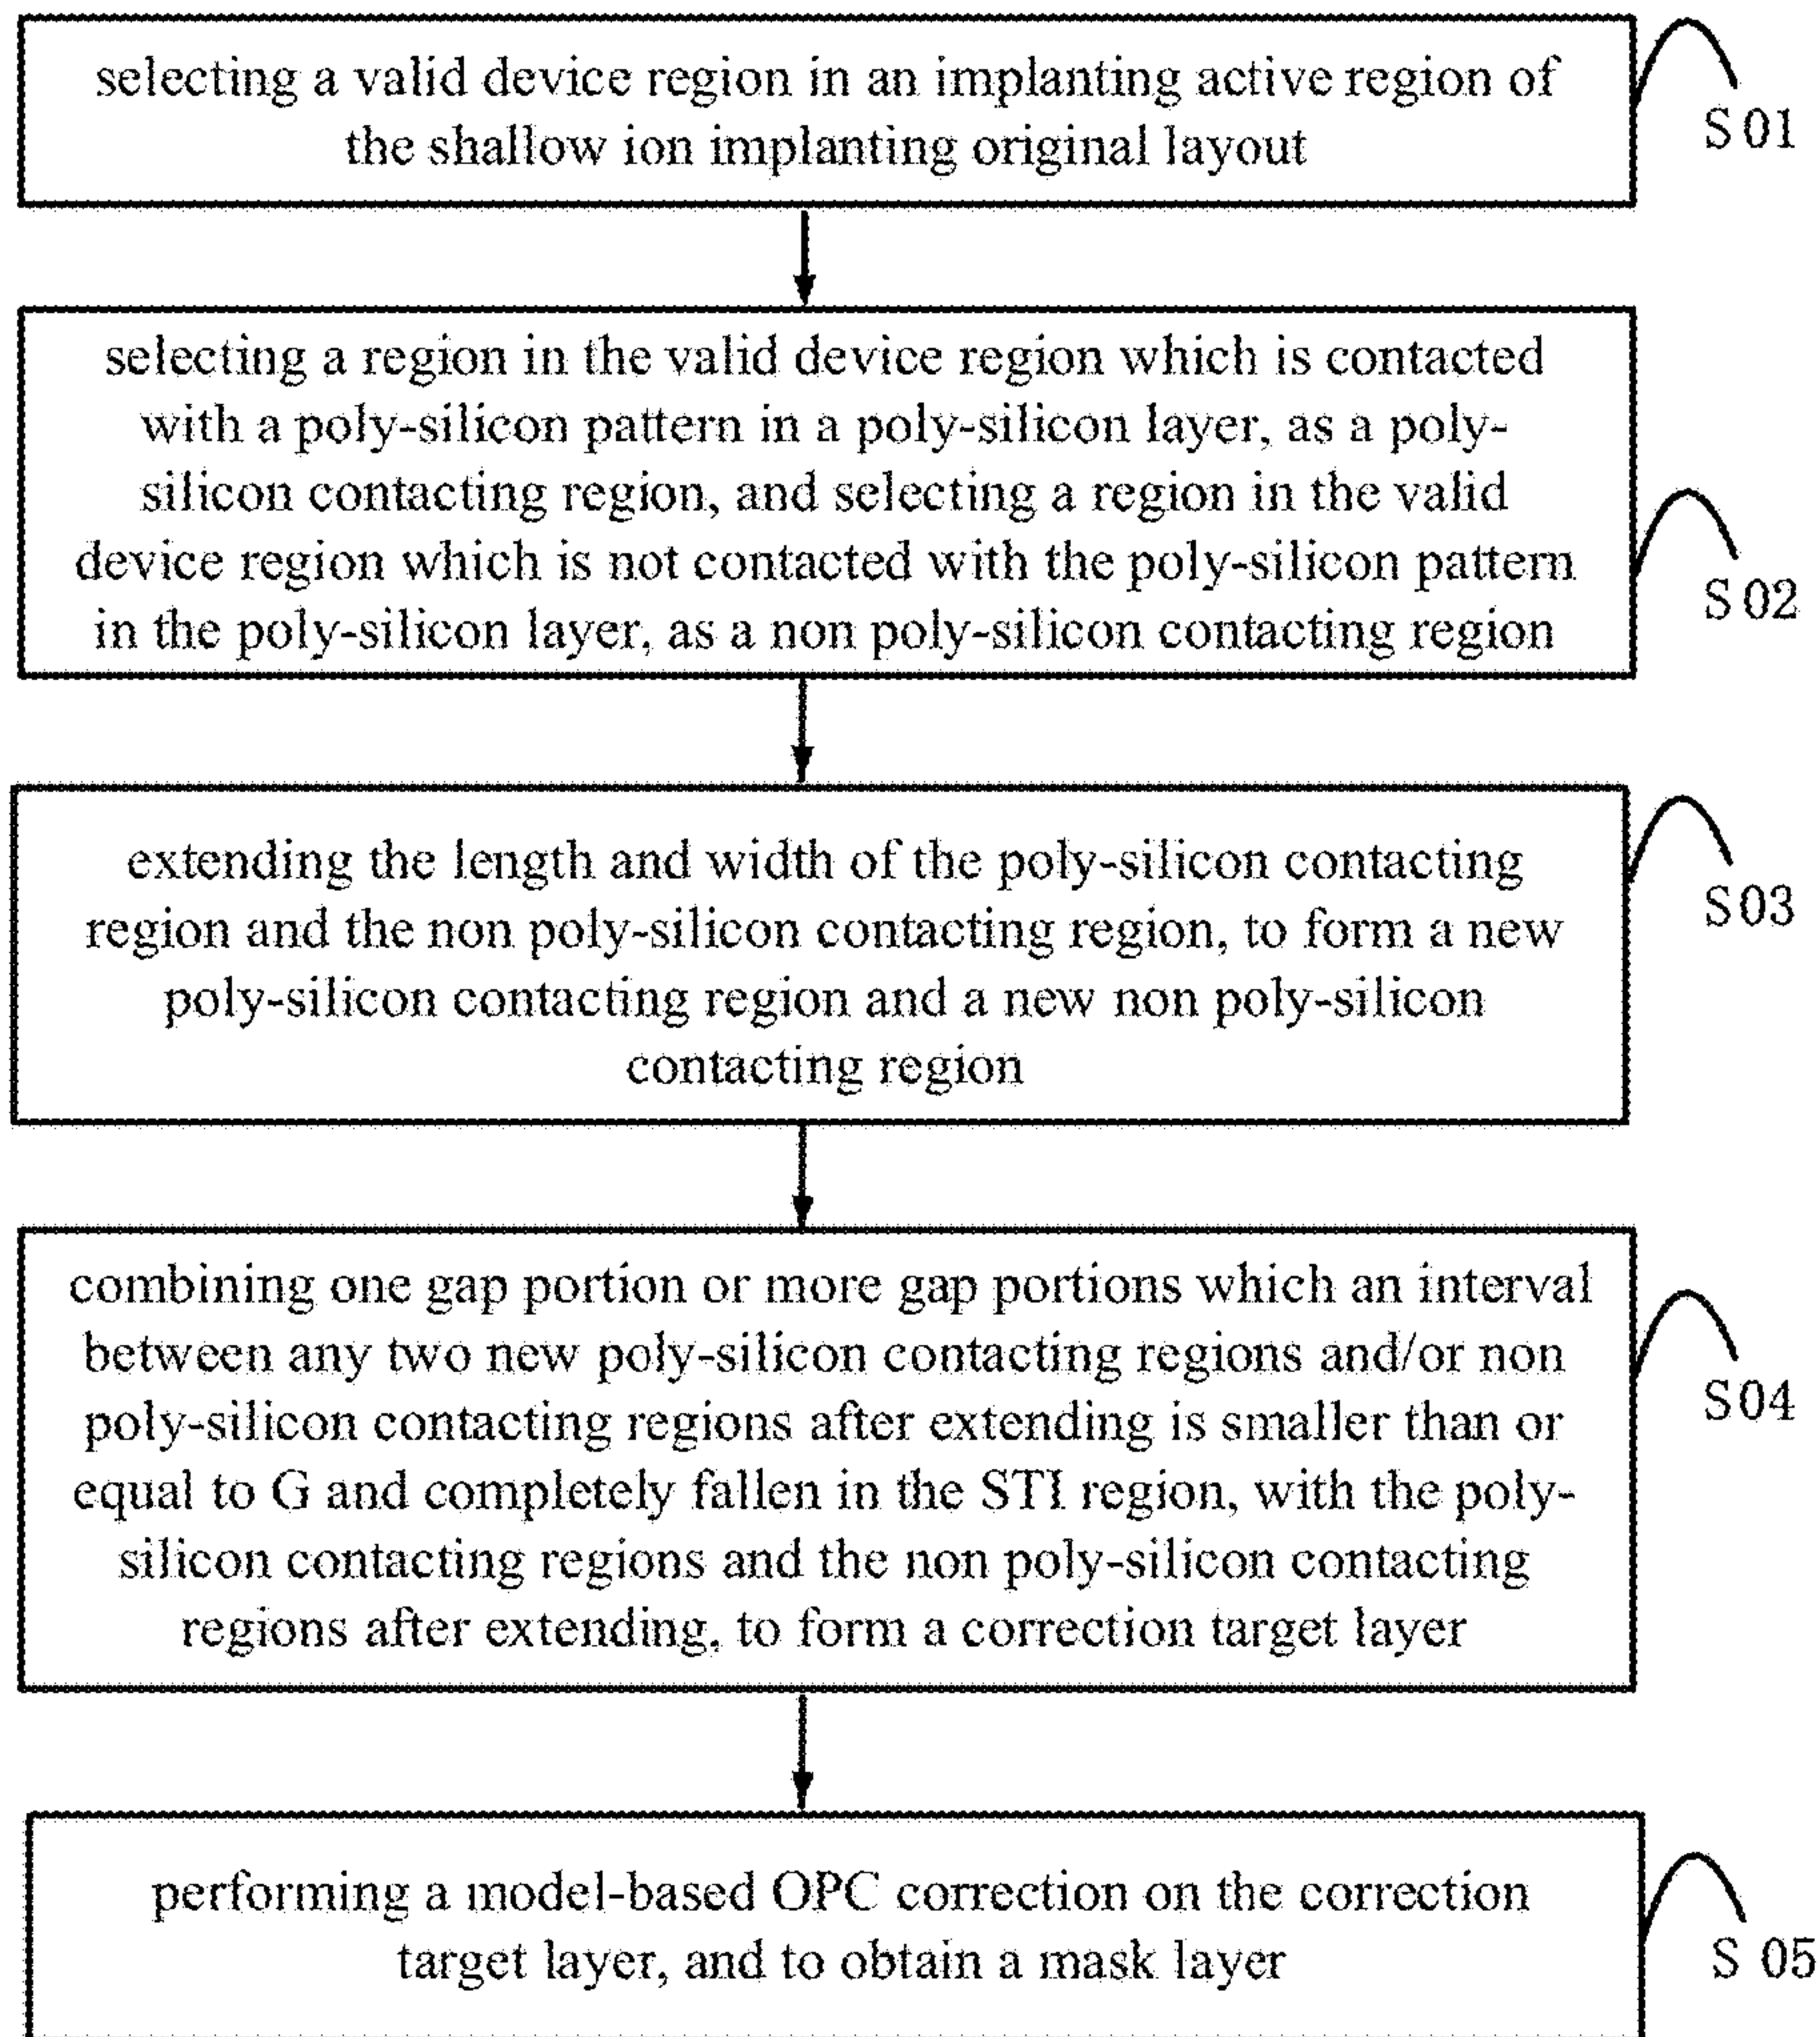 selecting a valid device region in an implanting active region of
the shallow ion implanting original layout
S 01
selecting a region in the valid device region which is contacted
with a poly-silicon pattern in a poly-silicon layer, as a poly-
silicon contacting region, and selecting a region in the valid
device region which is not contacted with the poly-silicon pattern
in the poly-silicon layer, as a non poly-silicon contacting region
S 02
extending the length and width of the poly-silicon contacting
region and the non poly-silicon contacting region, to form a new
poly-silicon contacting region and a new non poly-silicon
contacting region
S 03
combining one gap portion or more gap portions which an interval
between any two new poly-silicon contacting regions and/or non
poly-silicon contacting regions after extending is smaller than or
equal to G and completely fallen in the STI region, with the poly-
silicon contacting regions and the non poly-silicon contacting
regions after extending, to form a correction target layer
S 04
performing a model-based OPC correction on the correction
target layer, and to obtain a mask layer
S 05